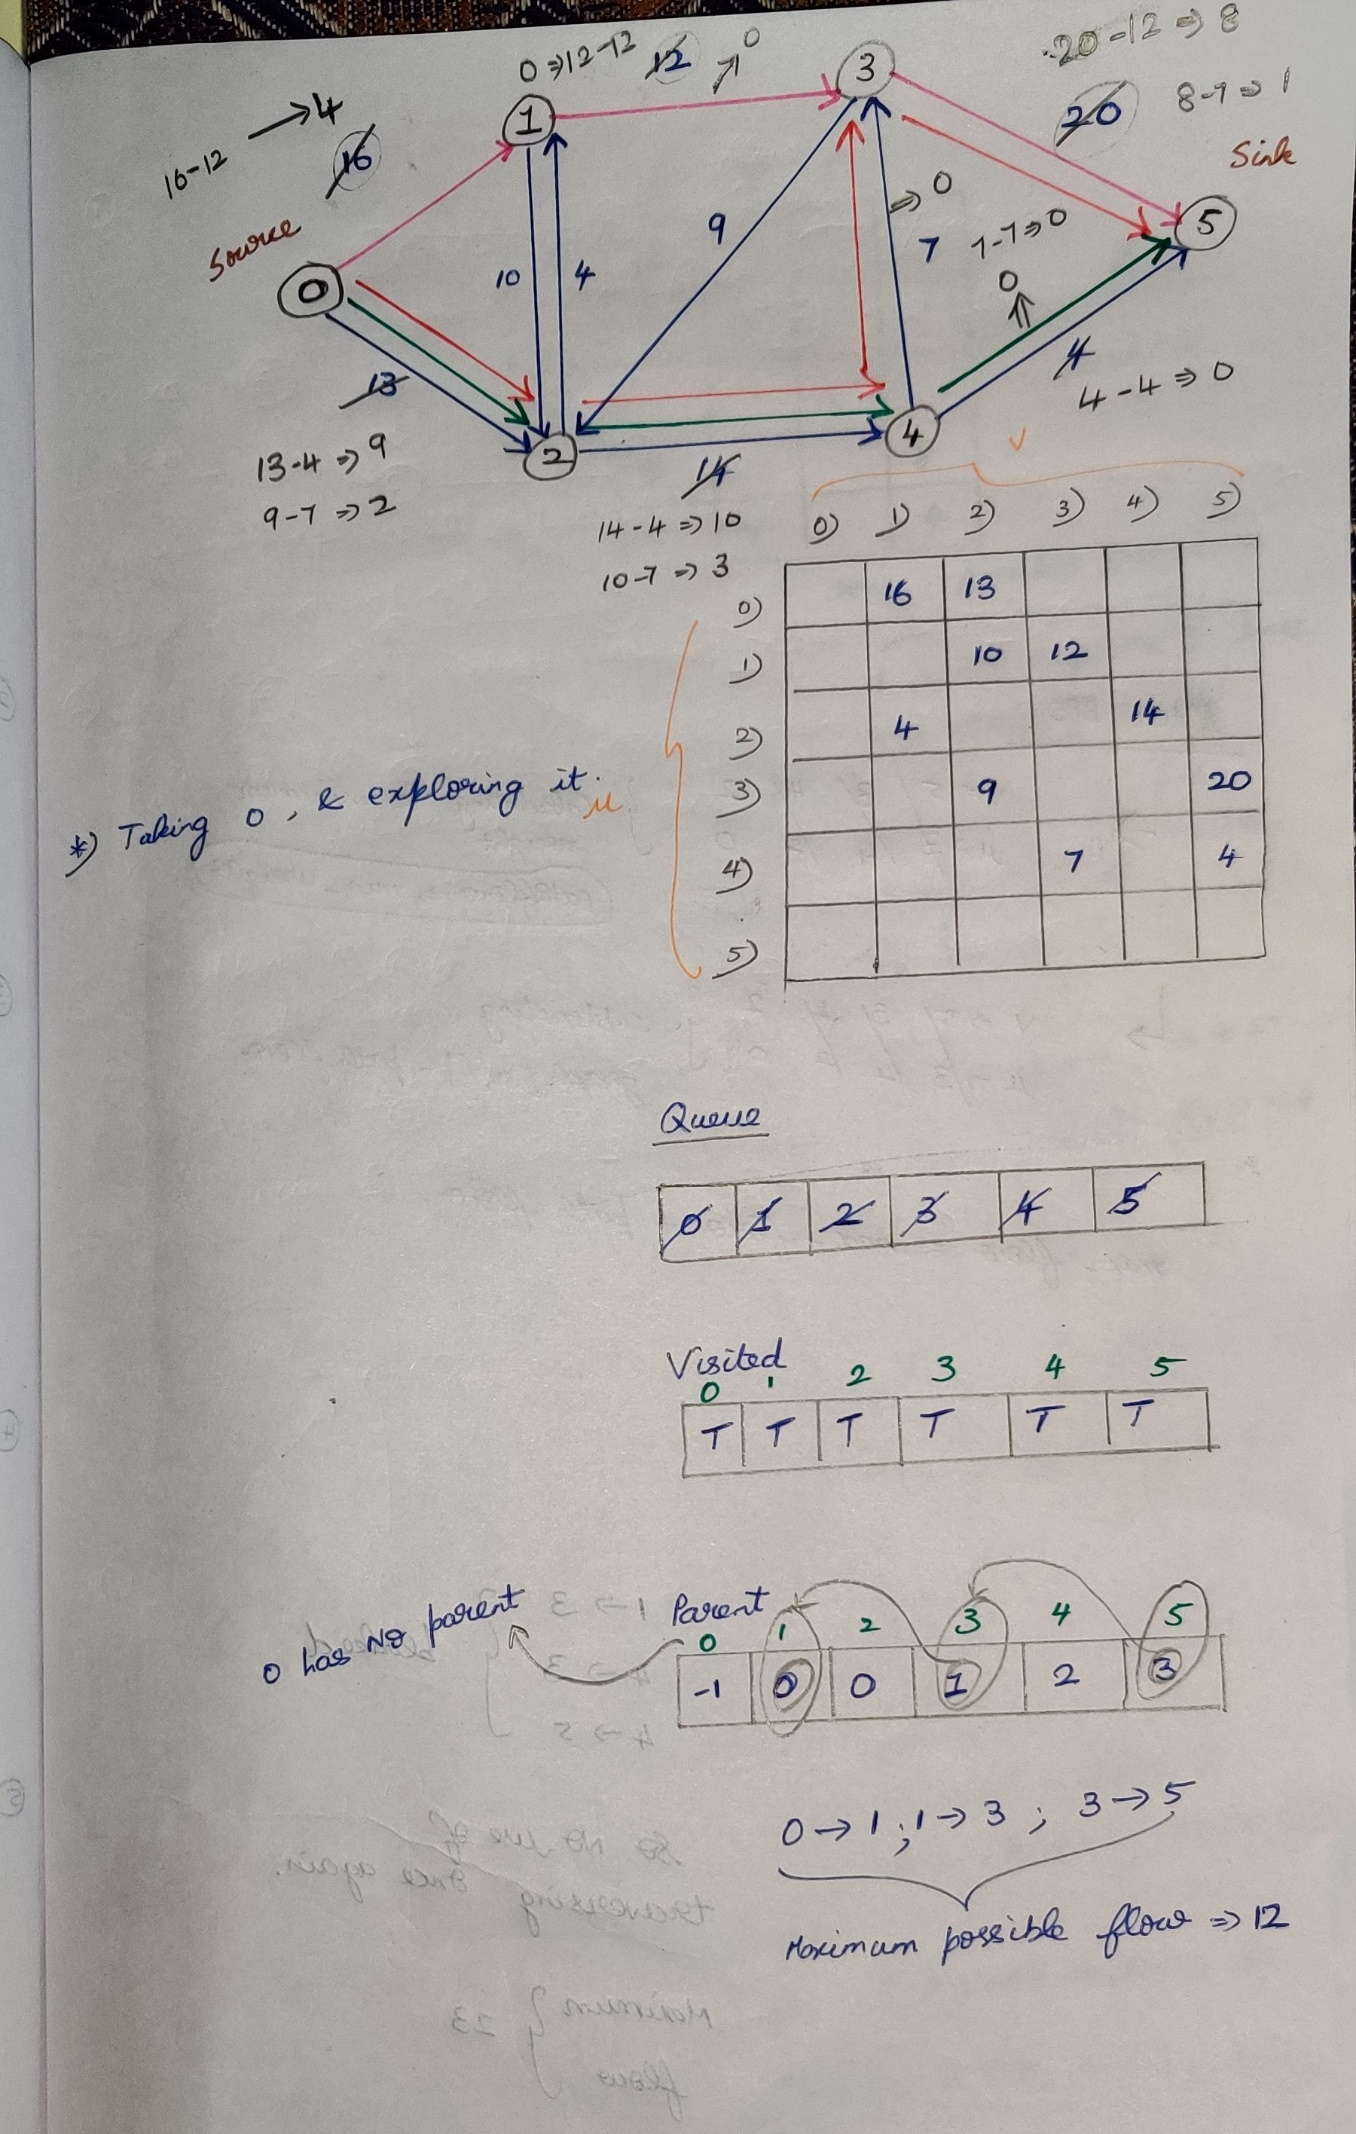 0 ⇒ 12-12 12 ↗ 0
3
20-12 ⇒ 8
8-7 ⇒ 1
20
16-12 → 4
16
1
Sink
Source
5
9
⇒ 0
7
7-7 ⇒ 0
0
10
4
0
13
4
4-4 ⇒ 0
13-4 ⇒ 9
9-7 ⇒ 2
2
4
14
14-4 ⇒ 10
10-7 ⇒ 3
v
0) 1) 2) 3) 4) 5)
0) 16 13
1) 10 12
2) 4 14
3) 9 20
4) 7 4
5)
*) Taking 0, & exploring it.
u
Queue
0 1 2 3 4 5
Visited
0 1 2 3 4 5
T T T T T T
0 has No parent
Parent
0 1 2 3 4 5
-1 0 0 1 2 3
0 → 1 ; 1 → 3 ; 3 → 5
Maximum possible flow ⇒ 12